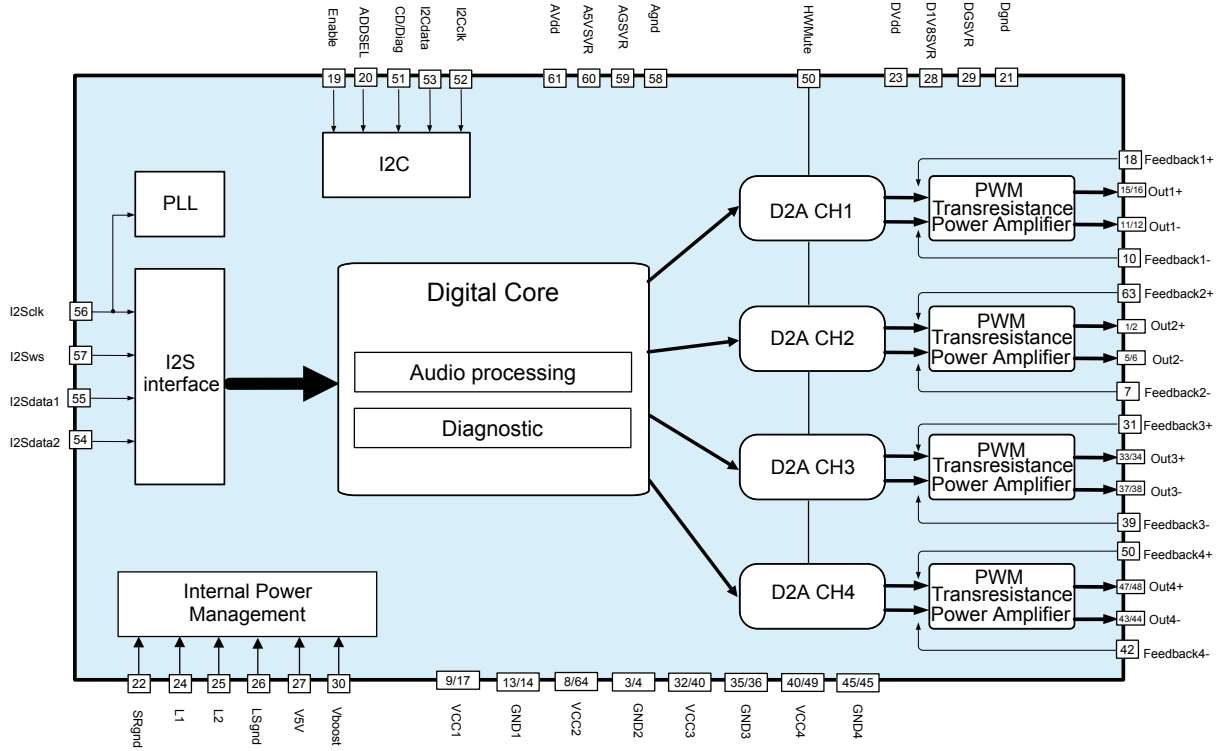 Enable
ADDSEL
CD/Diag
I2Cdata
I2Cclk
AVdd
A5VSVR
AGSVR
Agnd
HWMute
DVdd
D1V8SVR
DGSVR
Dgnd
19
20
51
53
52
61
60
59
58
50
23
28
29
21
I2C
PLL
I2S
interface
I2Sclk
56
I2Sws
57
I2Sdata1
55
I2Sdata2
54
Digital Core
Audio processing
Diagnostic
D2A CH1
D2A CH2
D2A CH3
D2A CH4
PWM
Transresistance
Power Amplifier
18
Feedback1+
15/16
Out1+
11/12
Out1-
10
Feedback1-
PWM
Transresistance
Power Amplifier
63
Feedback2+
1/2
Out2+
5/6
Out2-
7
Feedback2-
PWM
Transresistance
Power Amplifier
31
Feedback3+
33/34
Out3+
37/38
Out3-
39
Feedback3-
PWM
Transresistance
Power Amplifier
50
Feedback4+
47/48
Out4+
43/44
Out4-
42
Feedback4-
Internal Power
Management
22
24
25
26
27
30
9/17
13/14
8/64
3/4
32/40
35/36
40/49
45/45
SRgnd
L1
L2
LSgnd
V5V
Vboost
VCC1
GND1
VCC2
GND2
VCC3
GND3
VCC4
GND4